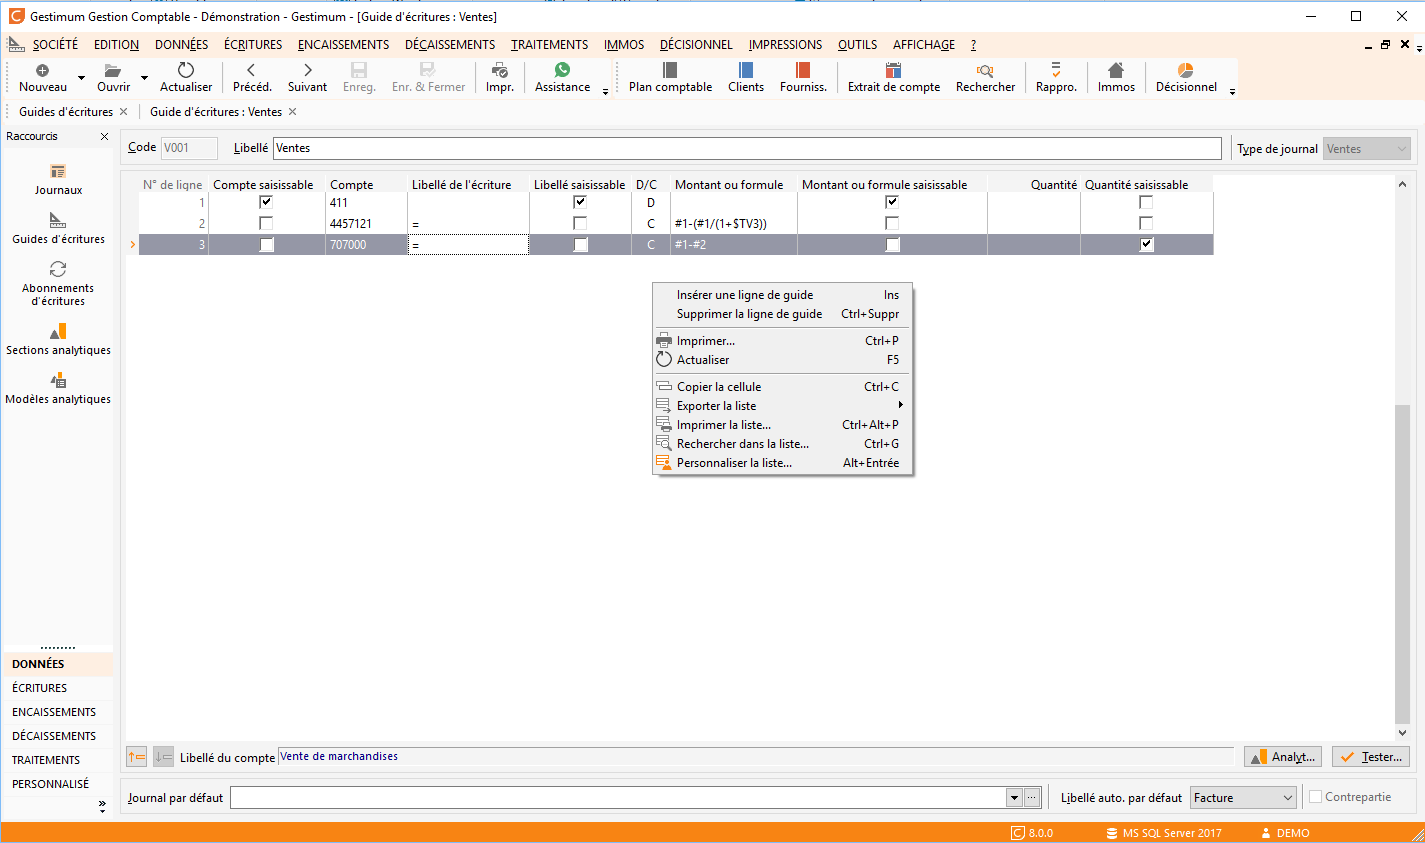 Gestimum Gestion Comptable - Démonstration - Gestimum - [Guide d'écritures : Ventes]
SOCIÉTÉ EDITION DONNÉES ÉCRITURES ENCAISSEMENTS DÉCAISSEMENTS TRAITEMENTS IMMOS DÉCISIONNEL IMPRESSIONS OUTILS AFFICHAGE ?
Nouveau Ouvrir Actualiser Précéd. Suivant Enreg. Enr. & Fermer Impr. Assistance Plan comptable Clients Fourniss. Extrait de compte Rechercher Rappro. Immos Décisionnel
Guides d'écritures Guide d'écritures : Ventes
Raccourcis
Journaux
Guides d'écritures
Abonnements
d'écritures
Sections analytiques
Modèles analytiques
DONNÉES
ÉCRITURES
ENCAISSEMENTS
DÉCAISSEMENTS
TRAITEMENTS
PERSONNALISÉ
Code V001 Libellé Ventes Type de journal Ventes
N° de ligne Compte saisissable Compte Libellé de l'écriture Libellé saisissable D/C Montant ou formule Montant ou formule saisissable Quantité Quantité saisissable
1 411 D
2 4457121 = C #1-(#1/(1+$TV3))
3 707000 = C #1-#2
Insérer une ligne de guide Ins
Supprimer la ligne de guide Ctrl+Suppr
Imprimer... Ctrl+P
Actualiser F5
Copier la cellule Ctrl+C
Exporter la liste
Imprimer la liste... Ctrl+Alt+P
Rechercher dans la liste... Ctrl+G
Personnaliser la liste... Alt+Entrée
Libellé du compte Vente de marchandises Analyt... Tester...
Journal par défaut Libellé auto. par défaut Facture Contrepartie
8.0.0 MS SQL Server 2017 DEMO